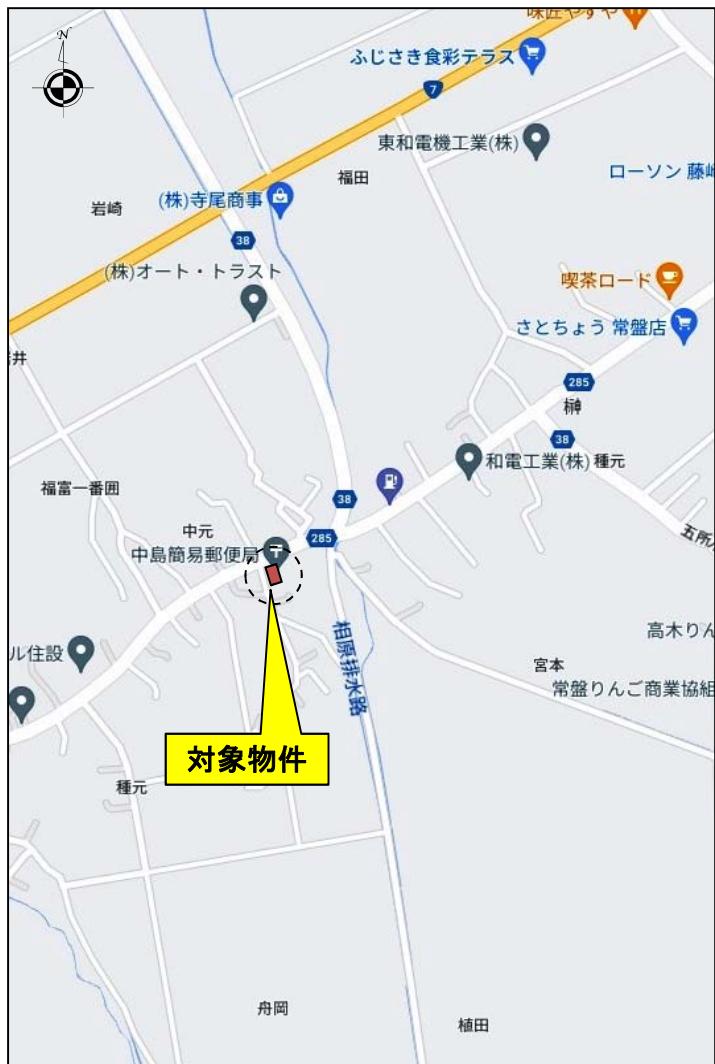 味匠やすや
N
ふじさき食彩テラス
7
東和電機工業(株)
ローソン 藤崎
福田
(株)寺尾商事
岩崎
38
(株)オート・トラスト
喫茶ロード
さとちょう 常盤店
井
285
榊
38
和電工業(株)
種元
福富一番囲
38
五所
中元
285
中島簡易郵便局
高木りん
相原排水路
ル住設
宮本
常盤りんご商業協組
対象物件
種元
舟岡
植田